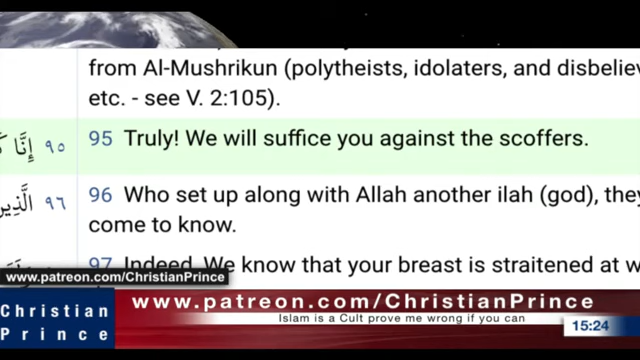 from Al-Mushrikun (polytheists, idolaters, and
etc. - see V. 2:105).
إِنَّا ٩٥ 95 Truly! We will suffice you against the scoffers.
٩٦ 96 Who set up along with Allah another ilah (god), they
come to know.
97 Indeed, We know that your breast is straitened at
www.patreon.com/ChristianPrince
Christian
Prince
www.patreon.com/ChristianPrince
Islam is a Cult prove me wrong if you can
15:24